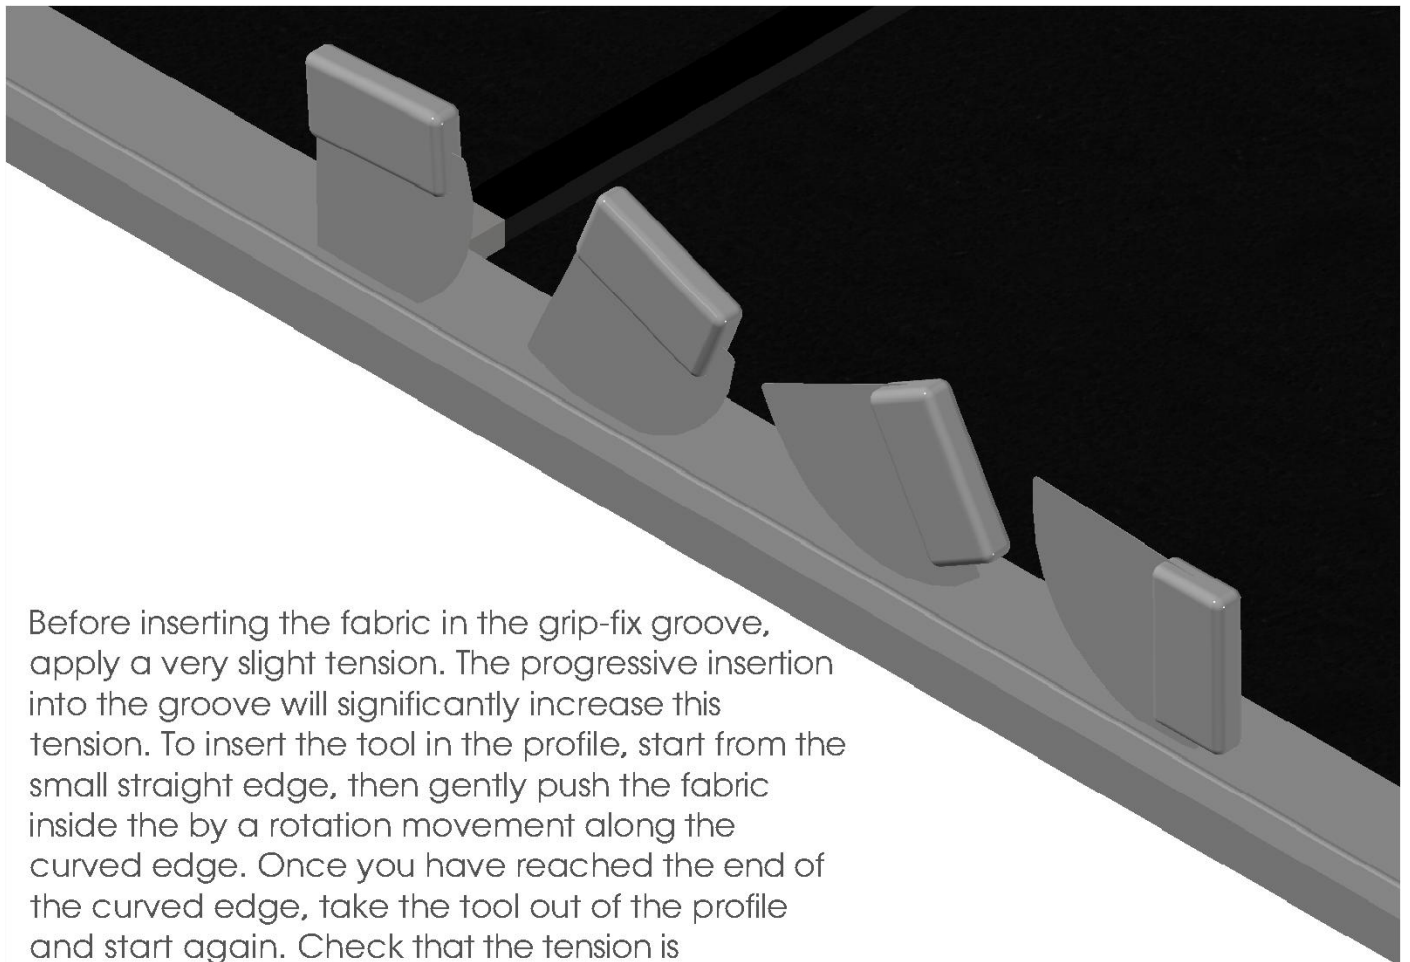 Before inserting the fabric in the grip-fix groove,
apply a very slight tension. The progressive insertion
into the groove will significantly increase this
tension. To insert the tool in the profile, start from the
small straight edge, then gently push the fabric
inside the by a rotation movement along the
curved edge. Once you have reached the end of
the curved edge, take the tool out of the profile
and start again. Check that the tension is